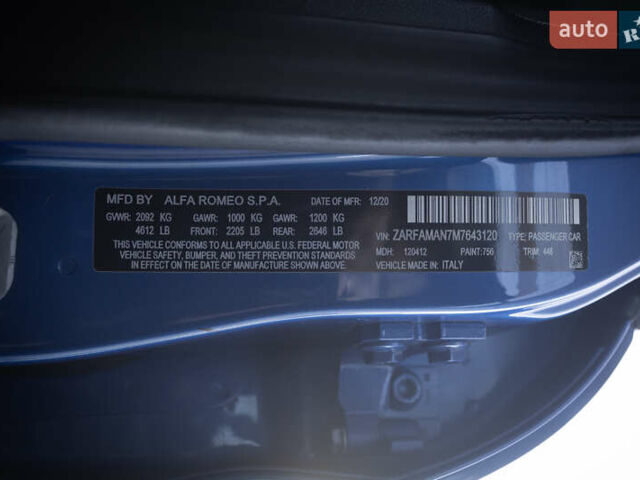 auto R
MFD BY ALFA ROMEO S.P.A. DATE OF MFR: 12/20
GVWR: 2092 KG GAWR: 1000 KG GAWR: 1200 KG
4612 LB FRONT: 2205 LB REAR: 2646 LB
THIS VEHICLE CONFORMS TO ALL APPLICABLE U.S. FEDERAL MOTOR
VEHICLE SAFETY, BUMPER, AND THEFT PREVENTION STANDARDS
IN EFFECT ON THE DATE OF MANUFACTURE SHOWN ABOVE.
VIN: ZARFAMAN7M7643120 TYPE: PASSENGER CAR
MDH: 120412 PAINT:756 TRIM: 446
VEHICLE MADE IN: ITALY